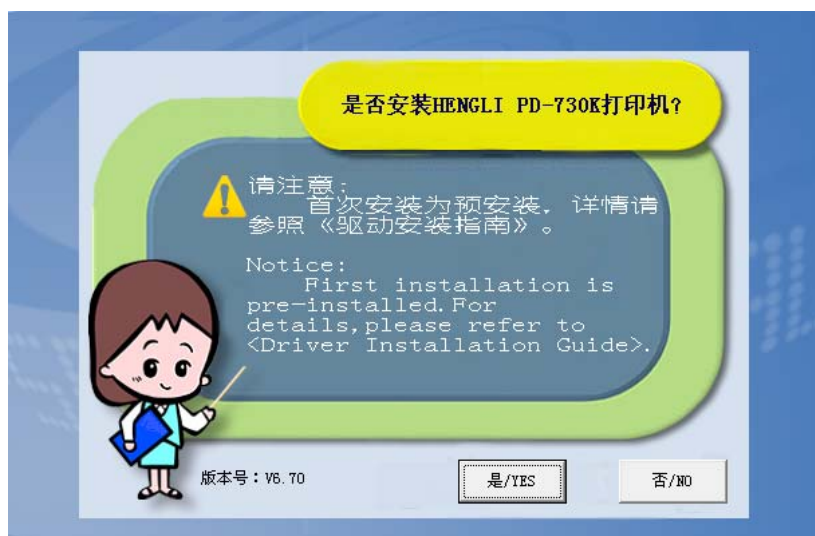 是否安装HENGLI PD-730K打印机?
请注意：
首次安装为预安装，详情请
参照《驱动安装指南》。
Notice:
First installation is
pre-installed.For
details,please refer to
<Driver Installation Guide>.
版本号：V6.70
是/YES
否/NO